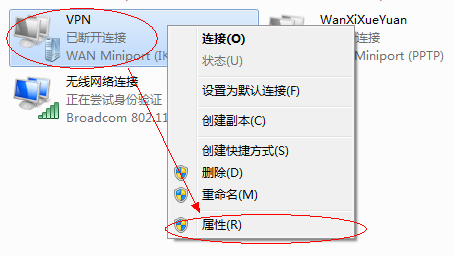 VPN
已断开连接
WAN Miniport (IK
WanXiXueYuan
连接
Miniport (PPTP)
无线网络连接
正在尝试身份验证
Broadcom 802.11
连接(O)
状态(U)
设置为默认连接(F)
创建副本(C)
创建快捷方式(S)
删除(D)
重命名(M)
属性(R)